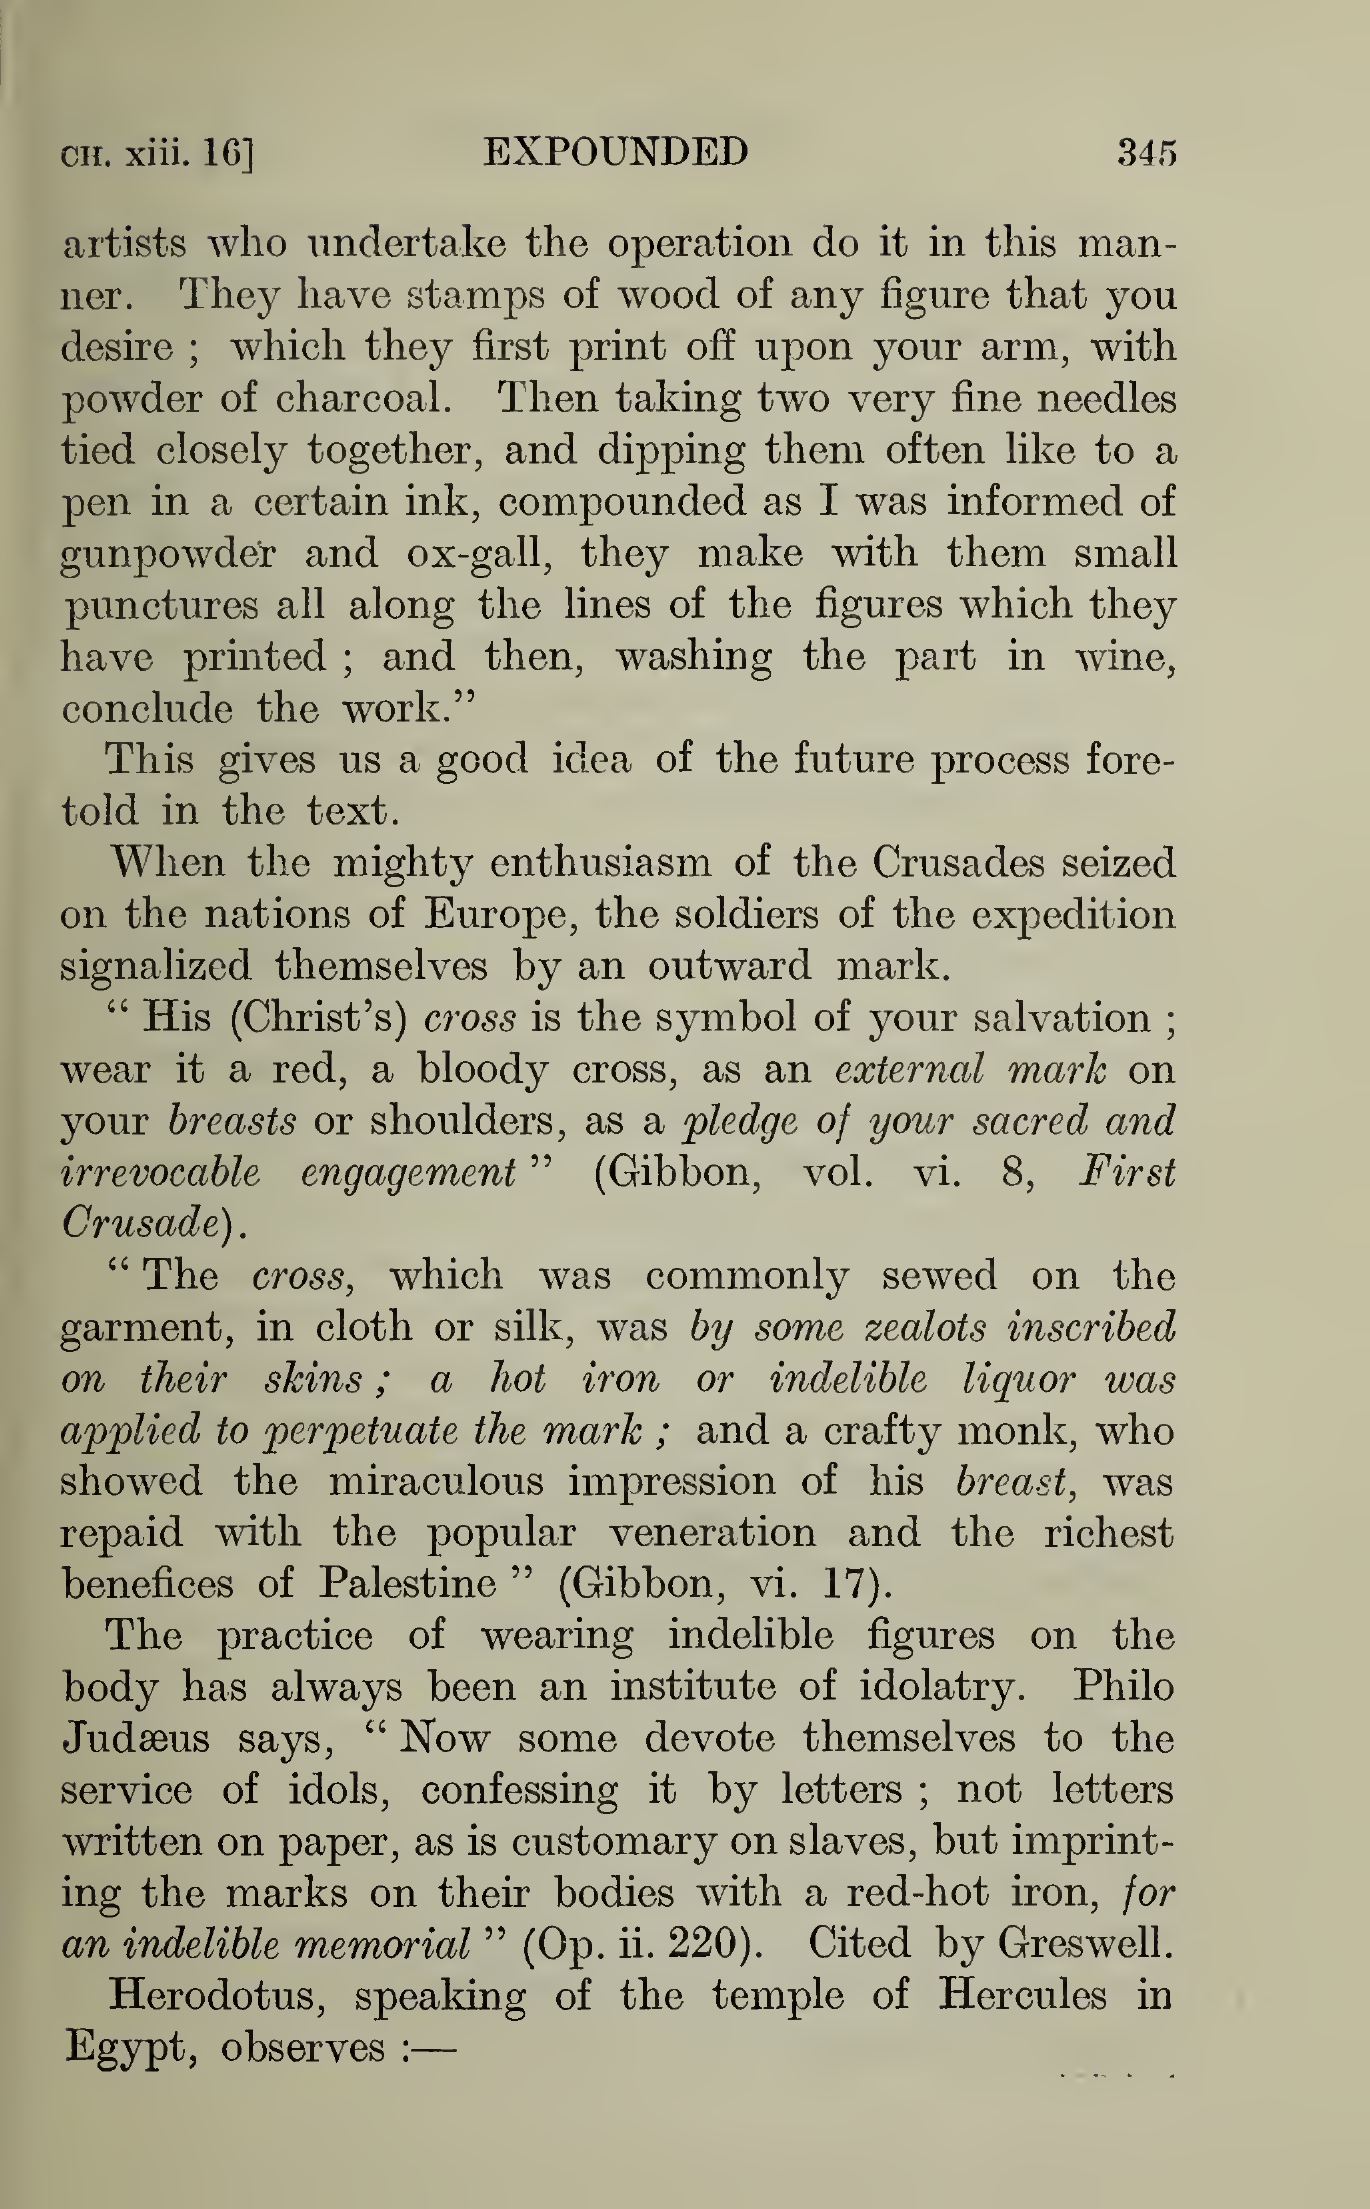 CH. xiii. 16] EXPOUNDED 345
artists who undertake the operation do it in this man-
ner. They have stamps of wood of any figure that you
desire ; which they first print off upon your arm, with
powder of charcoal. Then taking two very fine needles
tied closely together, and dipping them often like to a
pen in a certain ink, compounded as I was informed of
gunpowder and ox-gall, they make with them small
punctures all along the lines of the figures which they
have printed ; and then, washing the part in wine,
conclude the work.”
This gives us a good idea of the future process fore-
told in the text.
When the mighty enthusiasm of the Crusades seized
on the nations of Europe, the soldiers of the expedition
signalized themselves by an outward mark.
“ His (Christ’s) cross is the symbol of your salvation ;
wear it a red, a bloody cross, as an external mark on
your breasts or shoulders, as a pledge of your sacred and
irrevocable engagement ” (Gibbon, vol. vi. 8, First
Crusade).
“ The cross, which was commonly sewed on the
garment, in cloth or silk, was by some zealots inscribed
on their skins ; a hot iron or indelible liquor was
applied to perpetuate the mark ; and a crafty monk, who
showed the miraculous impression of his breast, was
repaid with the popular veneration and the richest
benefices of Palestine ” (Gibbon, vi. 17).
The practice of wearing indelible figures on the
body has always been an institute of idolatry. Philo
Judæus says, “ Now some devote themselves to the
service of idols, confessing it by letters ; not letters
written on paper, as is customary on slaves, but imprint-
ing the marks on their bodies with a red-hot iron, for
an indelible memorial ” (Op. ii. 220). Cited by Greswell.
Herodotus, speaking of the temple of Hercules in
Egypt, observes :—